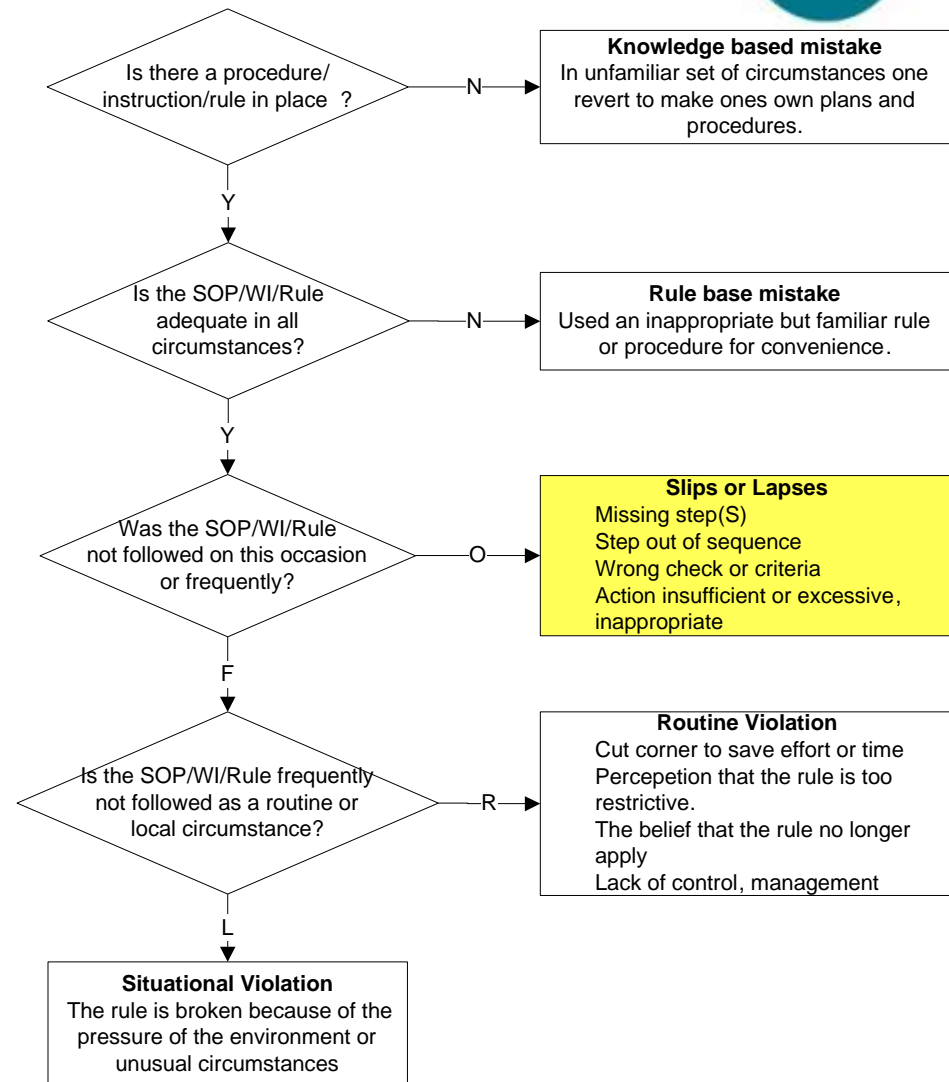 Is there a procedure/
instruction/rule in place ?
N
Knowledge based mistake
In unfamiliar set of circumstances one
revert to make ones own plans and
procedures.
Y
Is the SOP/WI/Rule
adequate in all
circumstances?
N
Rule base mistake
Used an inappropriate but familiar rule
or procedure for convenience.
Y
Was the SOP/WI/Rule
not followed on this occasion
or frequently?
O
Slips or Lapses
Missing step(S)
Step out of sequence
Wrong check or criteria
Action insufficient or excessive,
inappropriate
F
Is the SOP/WI/Rule frequently
not followed as a routine or
local circumstance?
R
Routine Violation
Cut corner to save effort or time
Percepetion that the rule is too
restrictive.
The belief that the rule no longer
apply
Lack of control, management
L
Situational Violation
The rule is broken because of the
pressure of the environment or
unusual circumstances